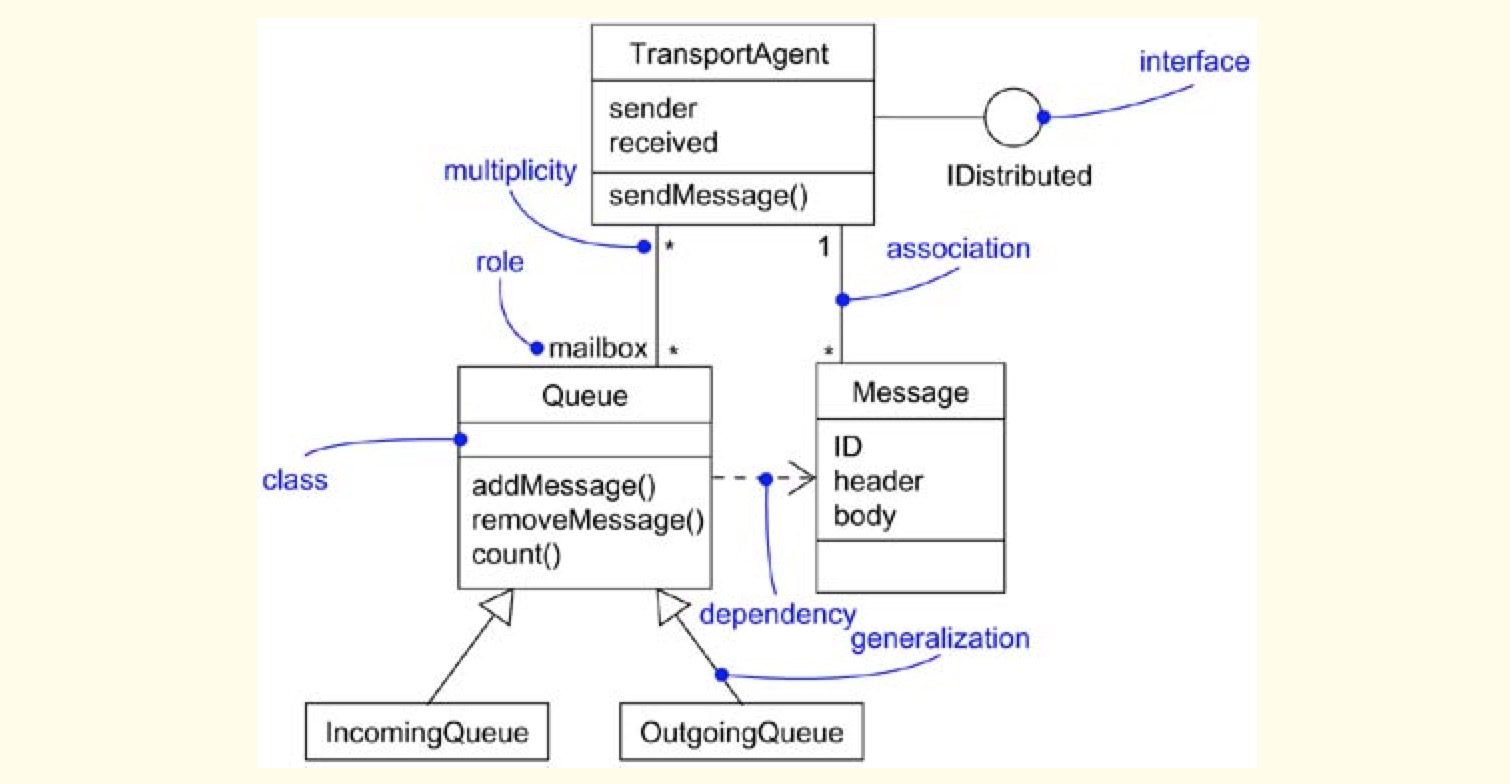 TransportAgent
interface
sender
received
multiplicity
IDistributed
sendMessage()
*
1
association
role
mailbox
*
*
Queue
Message
class
ID
addMessage()
header
removeMessage()
body
count()
dependency
generalization
IncomingQueue
OutgoingQueue